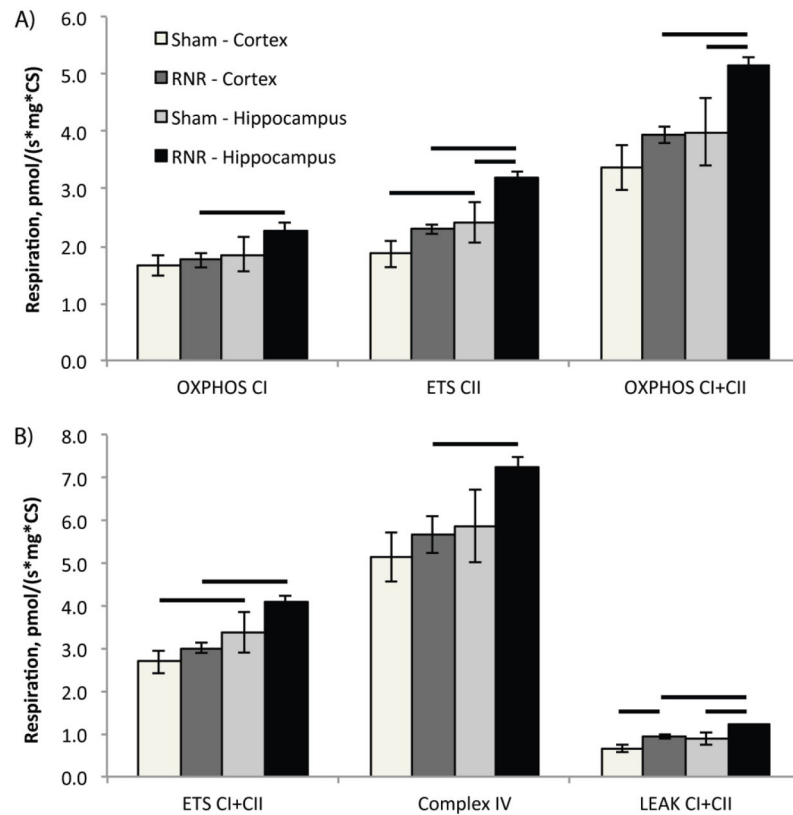 A)
Respiration, pmol/(s*mg*CS)
6.0
5.0
4.0
3.0
2.0
1.0
0.0
Sham - Cortex
RNR - Cortex
Sham - Hippocampus
RNR - Hippocampus
OXPHOS CI
ETS CII
OXPHOS CI+CII
B)
Respiration, pmol/(s*mg*CS)
8.0
7.0
6.0
5.0
4.0
3.0
2.0
1.0
0.0
ETS CI+CII
Complex IV
LEAK CI+CII